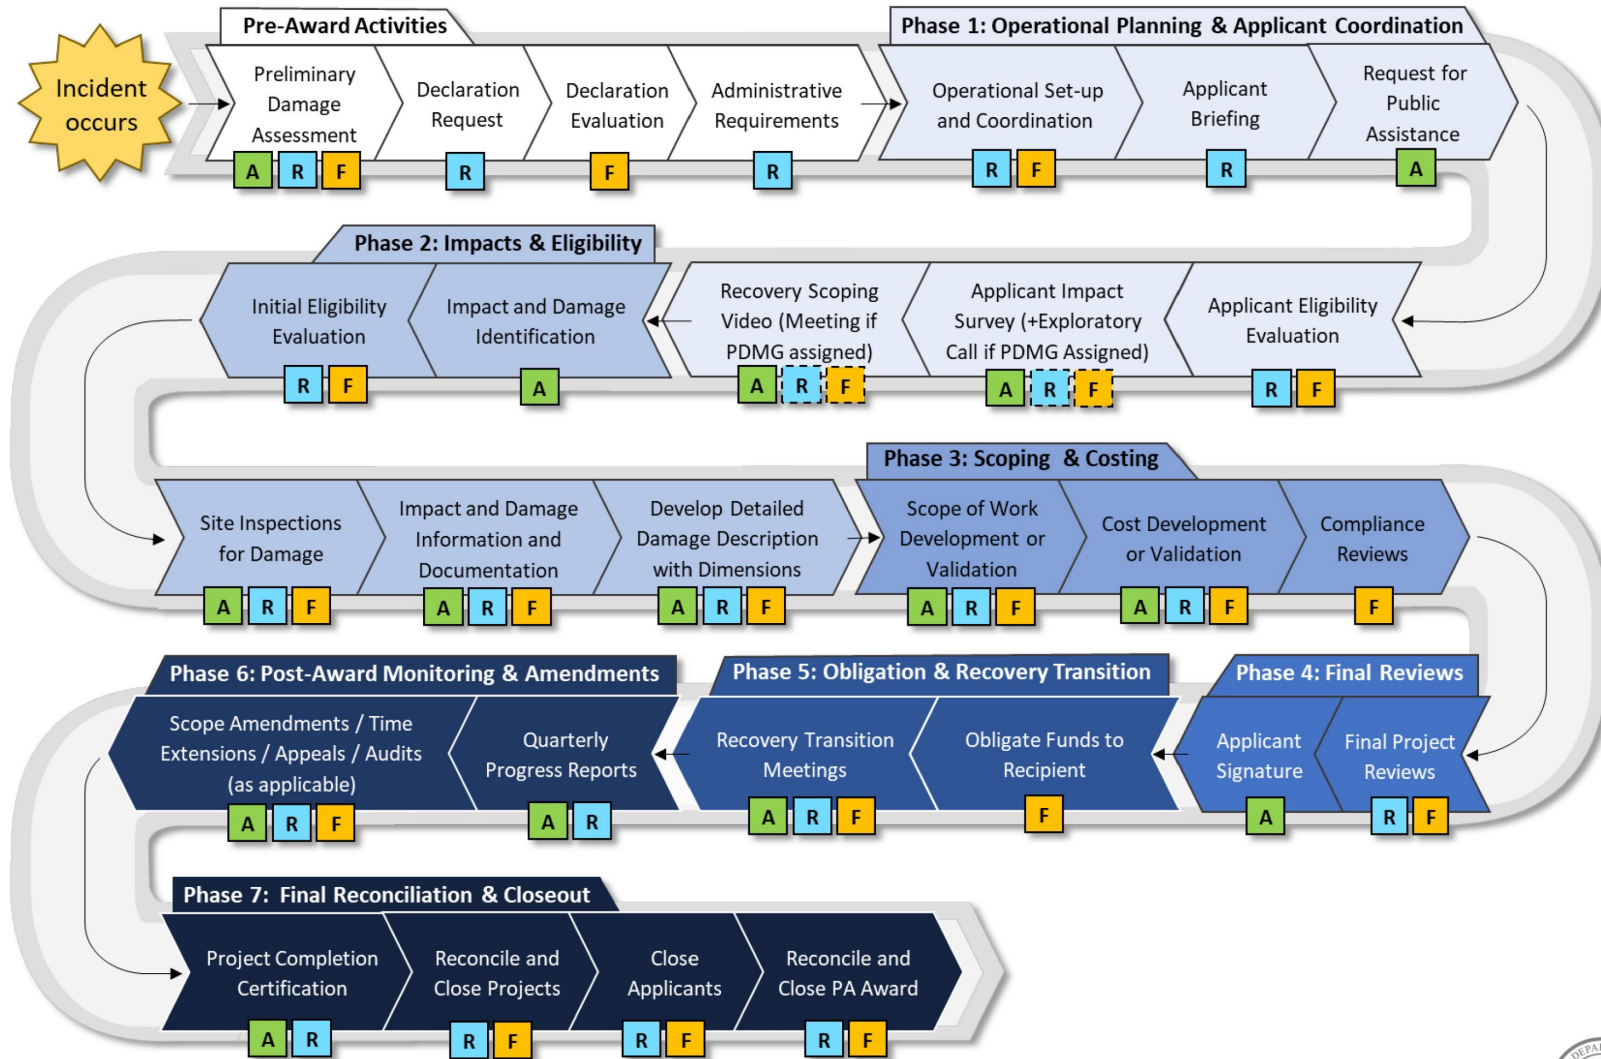 Pre-Award Activities
Phase 1: Operational Planning & Applicant Coordination
Incident
occurs
Preliminary
Damage
Assessment
A R F
Declaration
Request
R
Declaration
Evaluation
F
Administrative
Requirements
R
Operational Set-up
and Coordination
R F
Applicant
Briefing
R
Request for
Public
Assistance
A
Phase 2: Impacts & Eligibility
Initial Eligibility
Evaluation
R F
Impact and Damage
Identification
A
Recovery Scoping
Video (Meeting if
PDMG assigned)
A R F
Applicant Impact
Survey (+Exploratory
Call if PDMG Assigned)
A R F
Applicant Eligibility
Evaluation
R F
Phase 3: Scoping & Costing
Site Inspections
for Damage
A R F
Impact and Damage
Information and
Documentation
A R F
Develop Detailed
Damage Description
with Dimensions
A R F
Scope of Work
Development or
Validation
A R F
Cost Development
or Validation
A R F
Compliance
Reviews
F
Phase 6: Post-Award Monitoring & Amendments
Phase 5: Obligation & Recovery Transition
Phase 4: Final Reviews
Scope Amendments / Time
Extensions / Appeals / Audits
(as applicable)
A R F
Quarterly
Progress Reports
A R
Recovery Transition
Meetings
A R F
Obligate Funds to
Recipient
F
Applicant
Signature
A
Final Project
Reviews
R F
Phase 7: Final Reconciliation & Closeout
Project Completion
Certification
A R
Reconcile and
Close Projects
R F
Close
Applicants
R F
Reconcile and
Close PA Award
R F